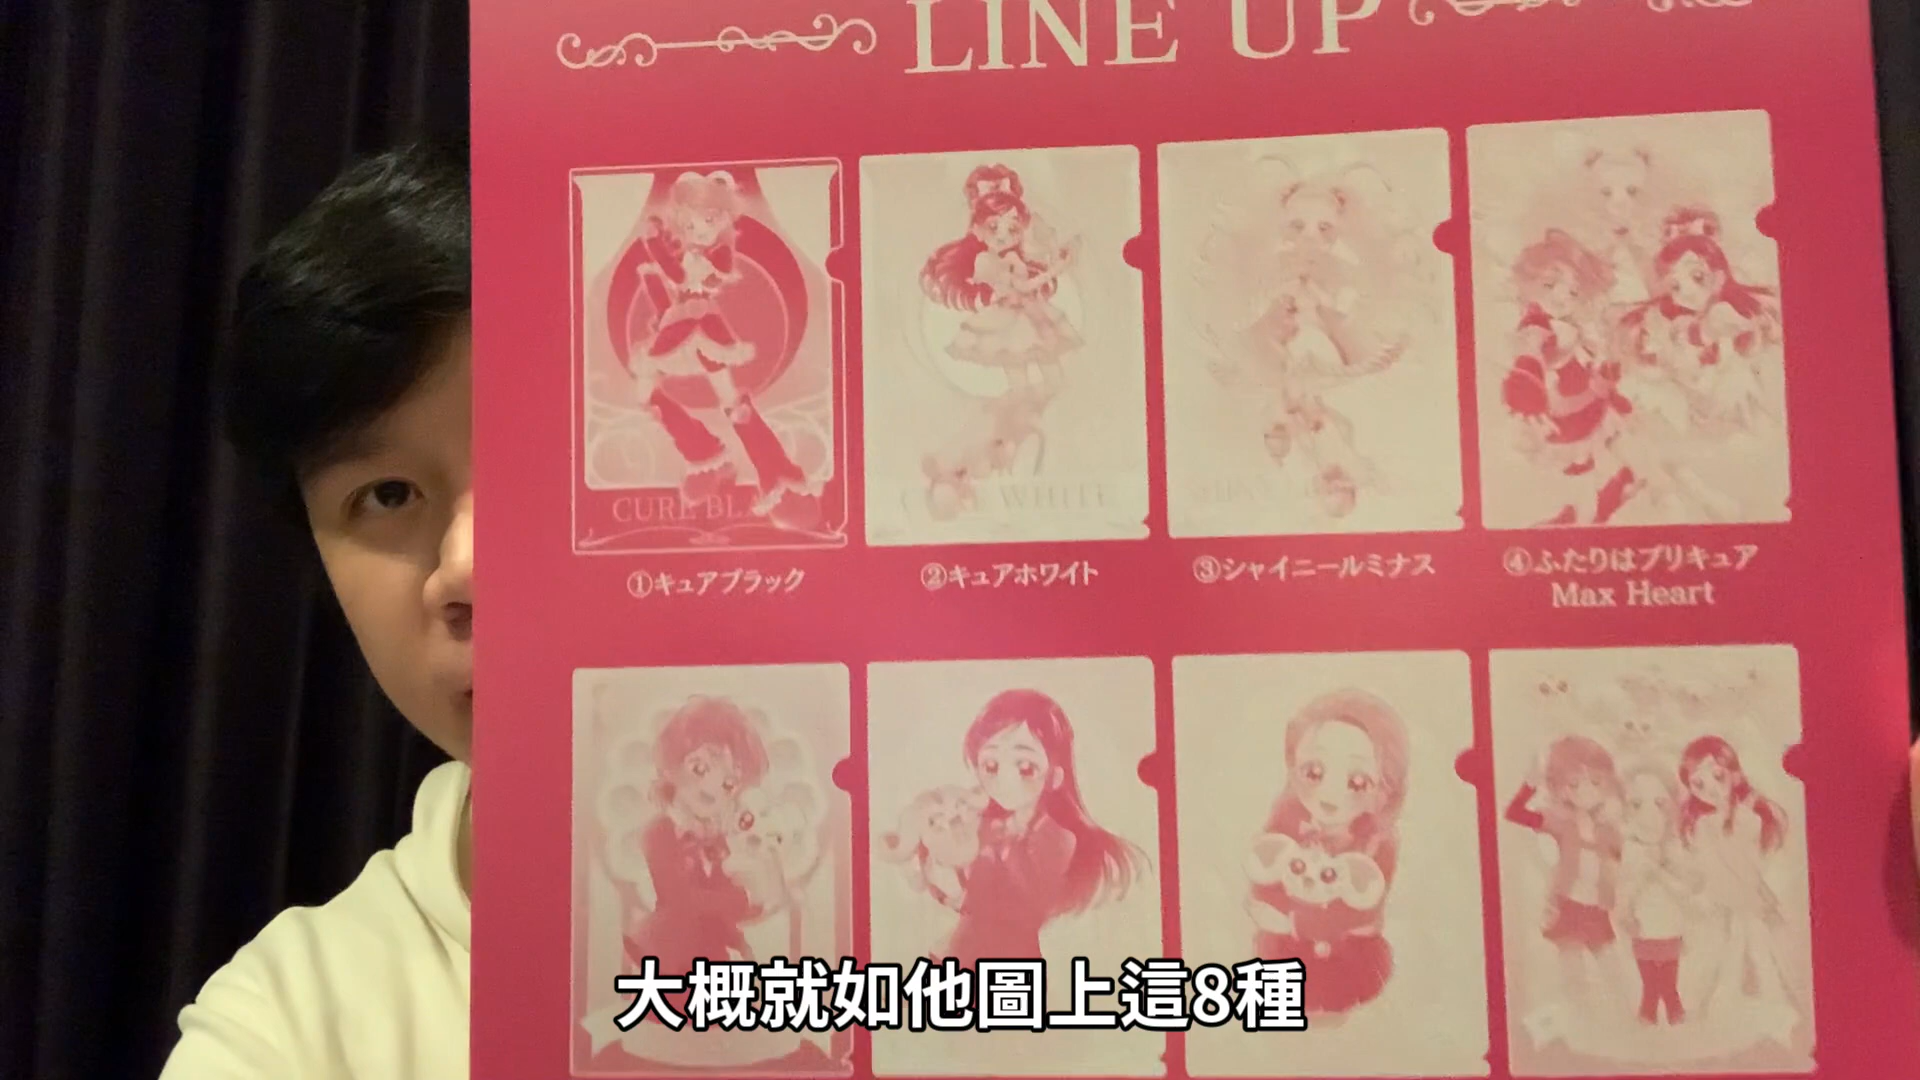 LINE UP
CURE BLA
CURE WHITE
①キュアブラック
②キュアホワイト
③シャイニールミナス
④ふたりはプリキュア
Max Heart
大概就如他圖上這8種